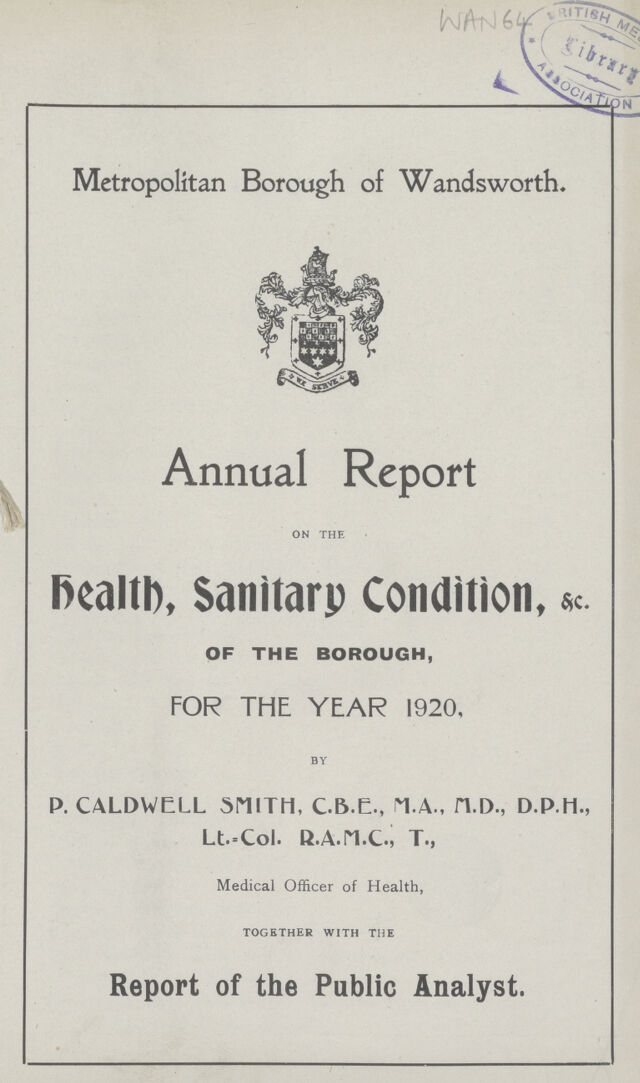 WAN64
BRITISH ME
Library
ASSOCIATION
Metropolitan Borough of Wandsworth.
WE SERVE
Annual Report
ON THE
Health, Sanitary Condition, &c.
OF THE BOROUGH,
FOR THE YEAR 1920,
BY
P. CALDWELL SMITH, C.B.E., M.A., M.D., D.P.H.,
Lt.=Col. R.A.M.C., T.,
Medical Officer of Health,
TOGETHER WITH THE
Report of the Public Analyst.